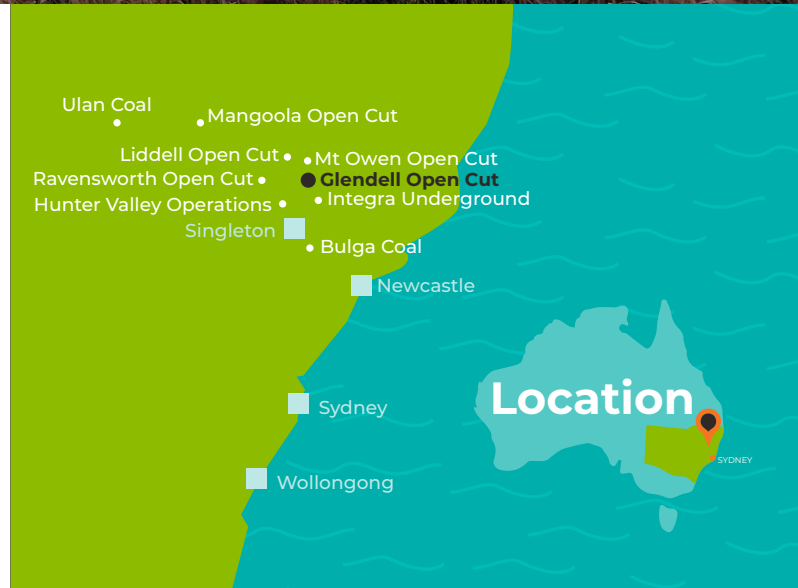 Ulan Coal
Mangoola Open Cut
Liddell Open Cut
Mt Owen Open Cut
Ravensworth Open Cut
Glendell Open Cut
Hunter Valley Operations
Integra Underground
Singleton
Bulga Coal
Newcastle
Location
Sydney
SYDNEY
Wollongong